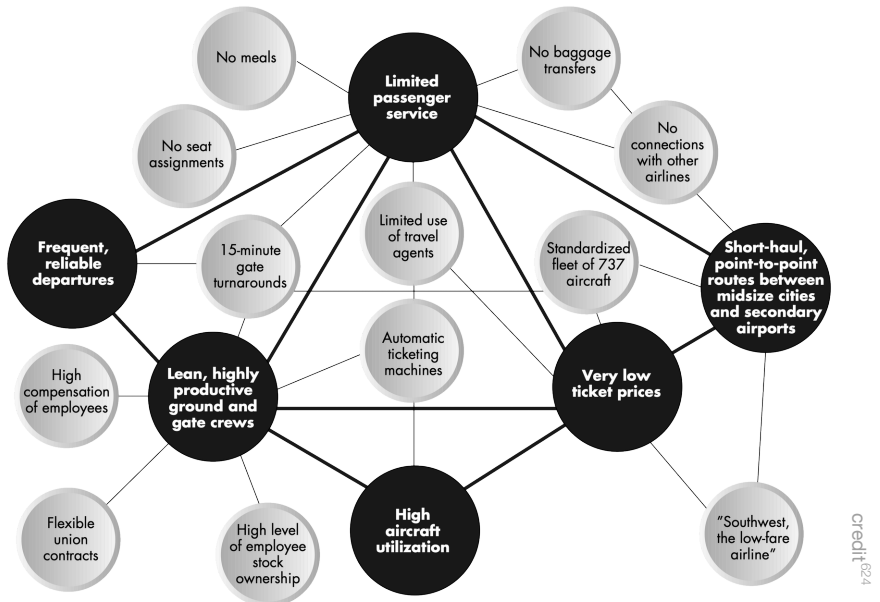 No meals
No baggage
transfers
Limited
passenger
service
No seat
assignments
No
connections
with other
airlines
Frequent,
reliable
departures
15-minute
gate
turnarounds
Limited use
of travel
agents
Standardized
fleet of 737
aircraft
Short-haul,
point-to-point
routes between
midsize cities
and secondary
airports
High
compensation
of employees
Lean, highly
productive
ground and
gate crews
Automatic
ticketing
machines
Very low
ticket prices
Flexible
union
contracts
High level
of employee
stock
ownership
High
aircraft
utilization
"Southwest,
the low-fare
airline"
credit624